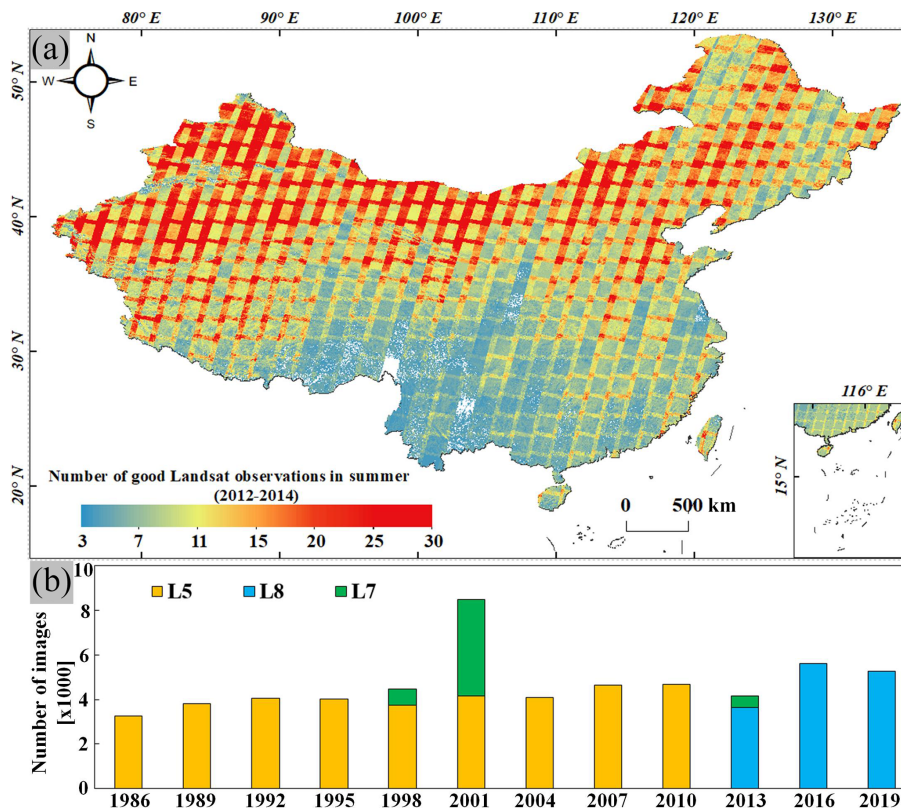 80° E 90° E 100° E 110° E 120° E 130° E
(a)
N
W E
S
50° N
40° N
30° N
20° N
116° E
15° N
Number of good Landsat observations in summer
(2012-2014)
3 7 11 15 20 25 30
0 500 km
(b)
L5 L8 L7
Number of images
[x1000]
10
8
6
4
2
0
1986 1989 1992 1995 1998 2001 2004 2007 2010 2013 2016 2019